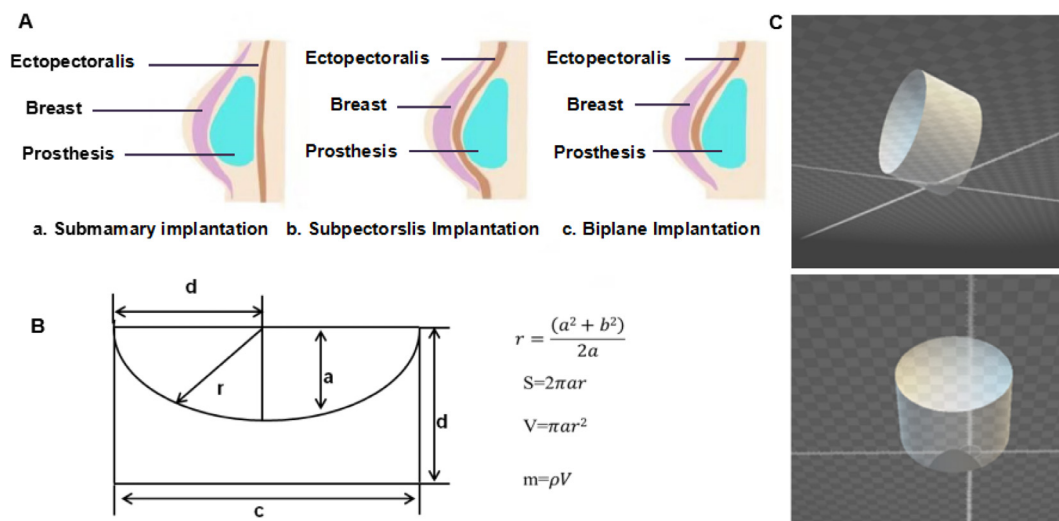 A
C
Ectopectoralis
Breast
Prosthesis
Ectopectoralis
Breast
Prosthesis
Ectopectoralis
Breast
Prosthesis
a. Submamary implantation
b. Subpectorslis Implantation
c. Biplane Implantation
B
d
r
a
d
c
r = (a² + b²) / 2a
S=2πar
V=πar²
m=ρV